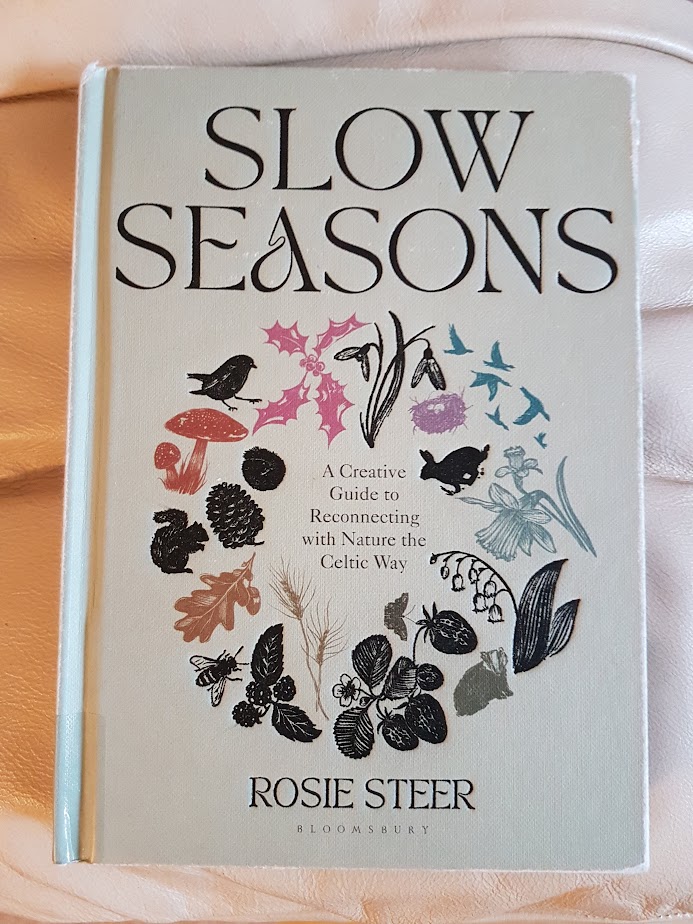 SLOW
SEASONS
A Creative
Guide to
Reconnecting
with Nature the
Celtic Way
ROSIE STEER
BLOOMSBURY